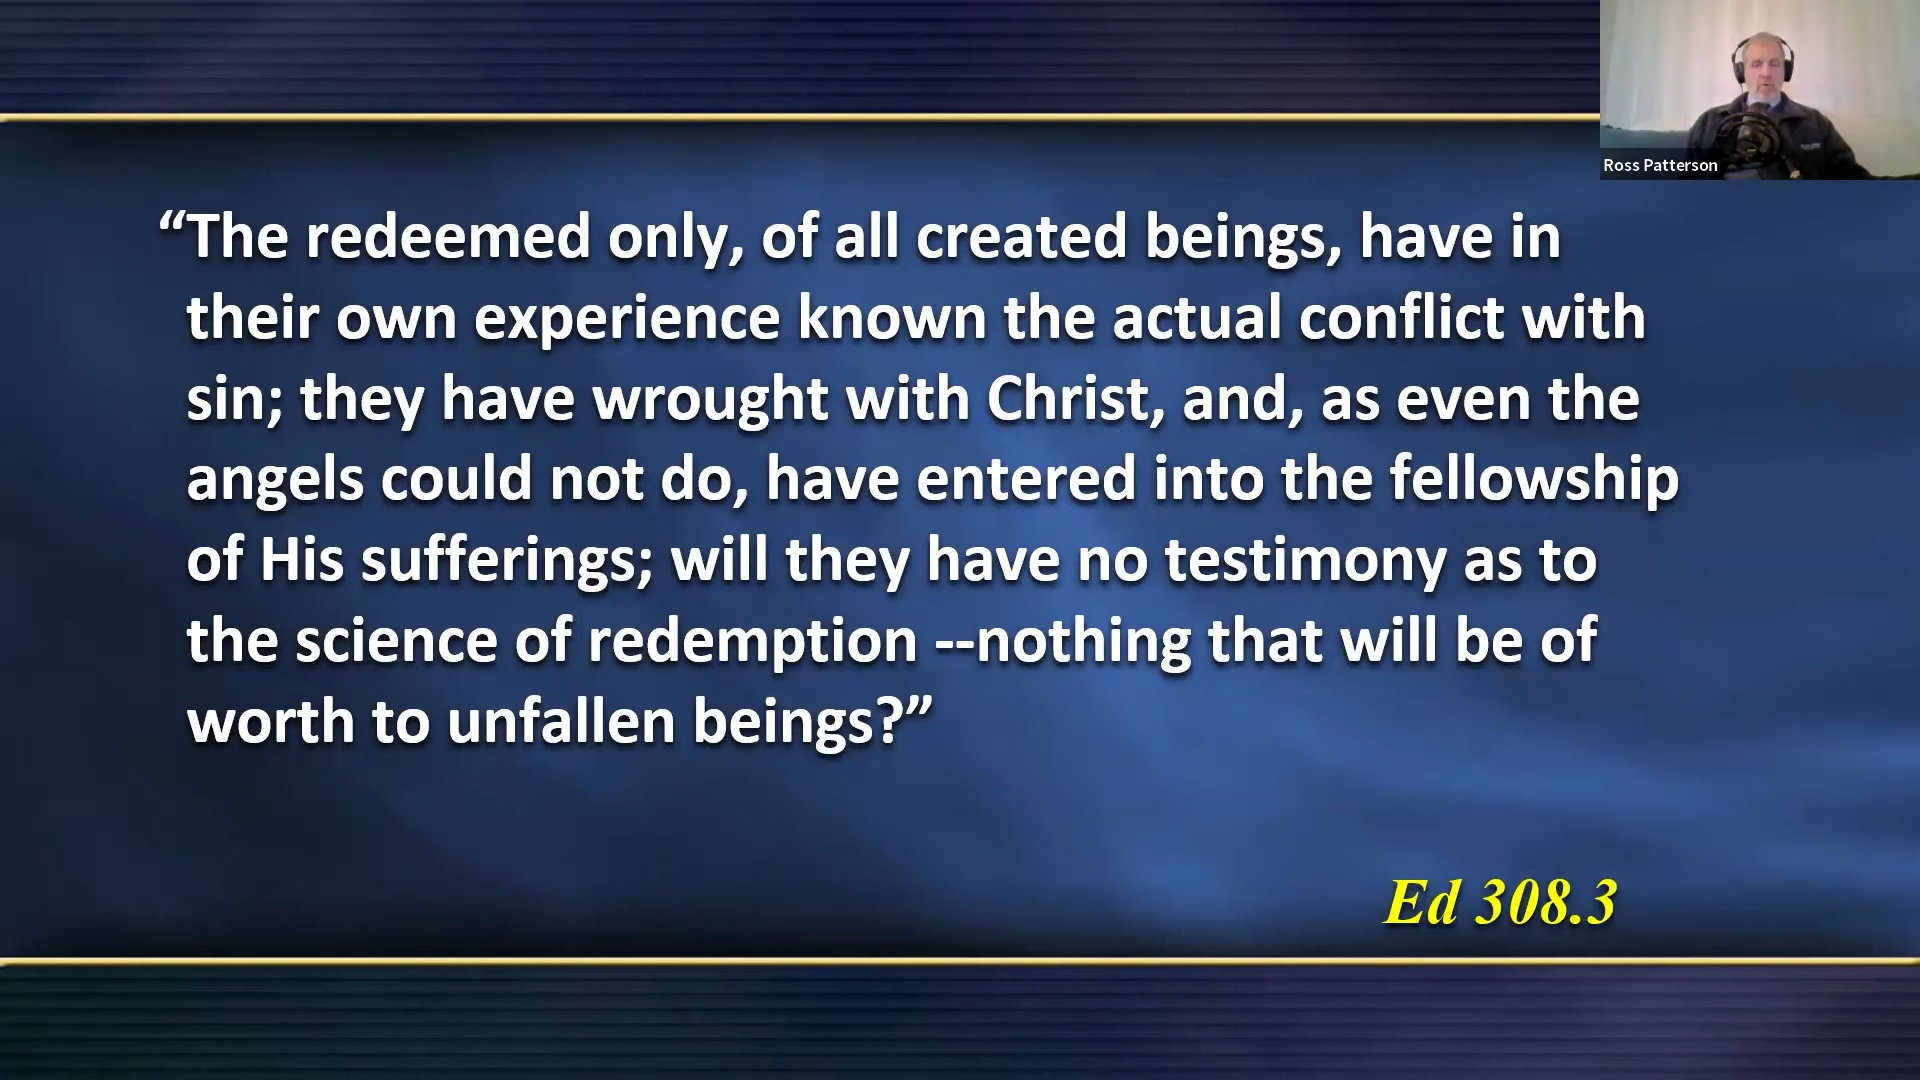 Ross Patterson
“The redeemed only, of all created beings, have in
their own experience known the actual conflict with
sin; they have wrought with Christ, and, as even the
angels could not do, have entered into the fellowship
of His sufferings; will they have no testimony as to
the science of redemption --nothing that will be of
worth to unfallen beings?”
Ed 308.3